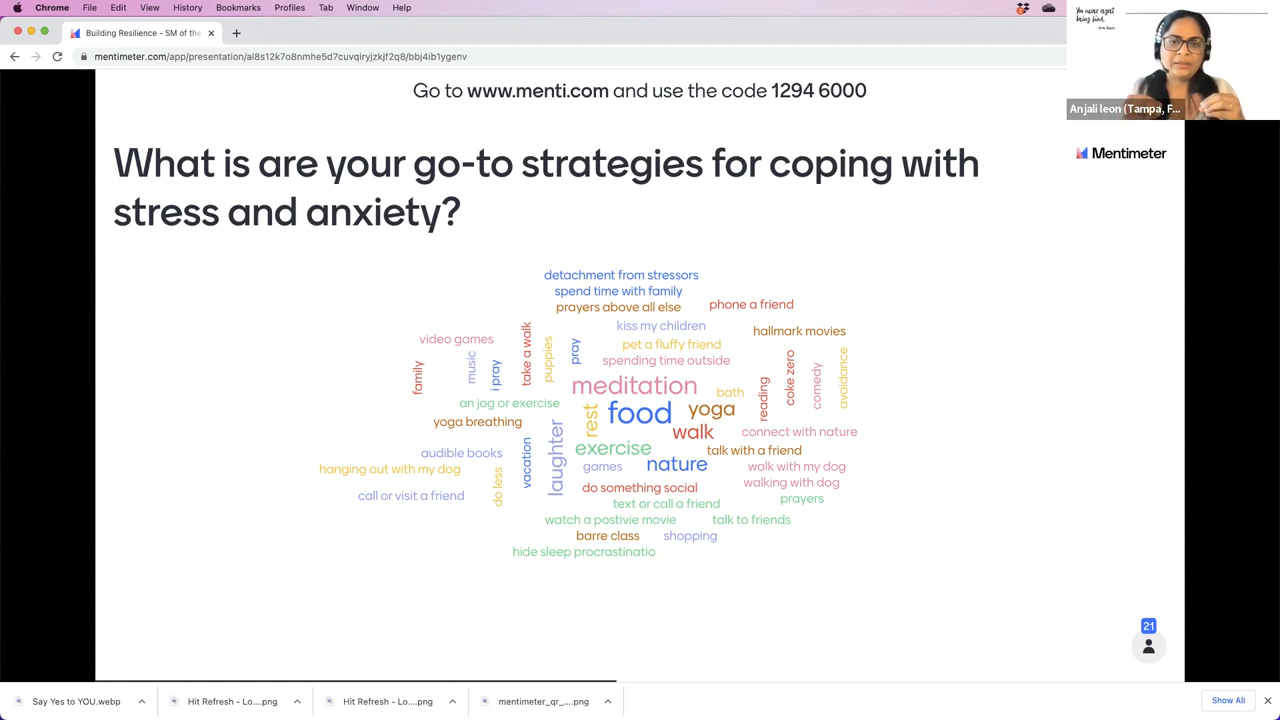 Chrome File Edit View History Bookmarks Profiles Tab Window Help
Building Resilience - SM of the
mentimeter.com/app/presentation/al8s12k7o8nmhe5d7cuvqiryjzkjf2q8/bbj4ib1ygenv
You never regret
being kind.
Anjali leon (Tampa, F...
Go to www.menti.com and use the code 1294 6000
Mentimeter
What is are your go-to strategies for coping with
stress and anxiety?
detachment from stressors
spend time with family
prayers above all else
phone a friend
kiss my children
hallmark movies
video games
take a walk
puppies
pray
pet a fluffy friend
spending time outside
family
music
i pray
meditation
bath
reading
coke zero
comedy
avoidance
an jog or exercise
rest
food
yoga
yoga breathing
walk
connect with nature
laughter
exercise
talk with a friend
audible books
vacation
games
nature
walk with my dog
hanging out with my dog
do less
do something social
walking with dog
call or visit a friend
text or call a friend
prayers
watch a postivie movie
talk to friends
barre class
shopping
hide sleep procrastinatio
21
Say Yes to YOU.webp
Hit Refresh - Lo....png
Hit Refresh - Lo....png
mentimeter_qr_....png
Show All